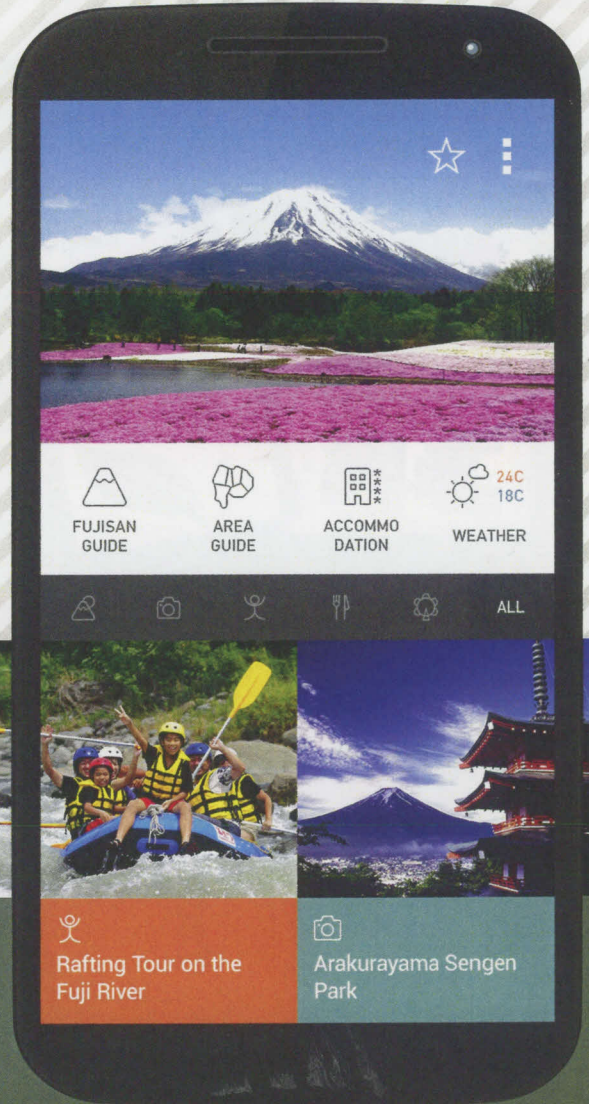 24C
18C
FUJISAN
GUIDE
AREA
GUIDE
ACCOMMO
DATION
WEATHER
ALL
Rafting Tour on the
Fuji River
Arakurayama Sengen
Park